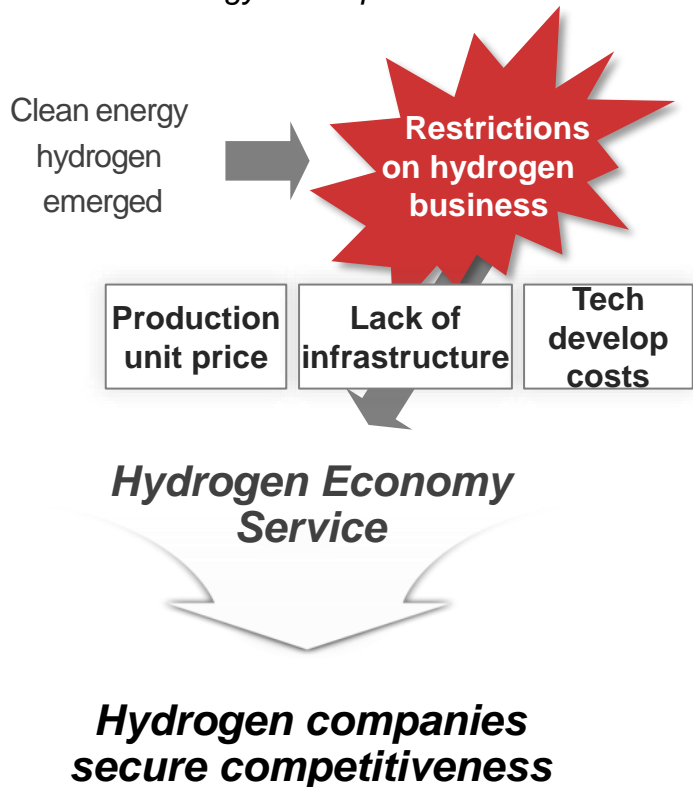 Clean energy
hydrogen
emerged
Restrictions
on hydrogen
business
Production
unit price
Lack of
infrastructure
Tech
develop
costs
Hydrogen Economy
Service
Hydrogen companies
secure competitiveness